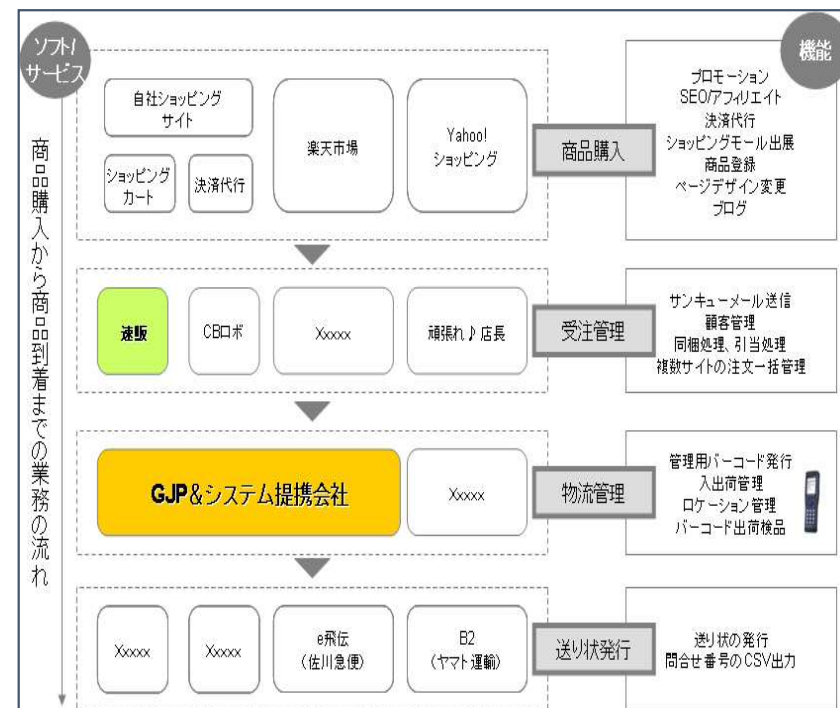 ソフト/
サービス
機能
商品購入から商品到着までの業務の流れ
自社ショッピング
サイト
ショッピング
カート
決済代行
楽天市場
Yahoo!
ショッピング
商品購入
プロモーション
SEO/アフィリエイト
決済代行
ショッピングモール出展
商品登録
ページデザイン変更
ブログ
速販
CBロボ
Xxxxx
頑張れ♪店長
受注管理
サンキューメール送信
顧客管理
同梱処理、引当処理
複数サイトの注文一括管理
GJP&システム提携会社
Xxxxx
物流管理
管理用バーコード発行
入出荷管理
ロケーション管理
バーコード出荷検品
Xxxxx
Xxxxx
e飛伝
(佐川急便)
B2
(ヤマト運輸)
送り状発行
送り状の発行
問合せ番号のCSV出力